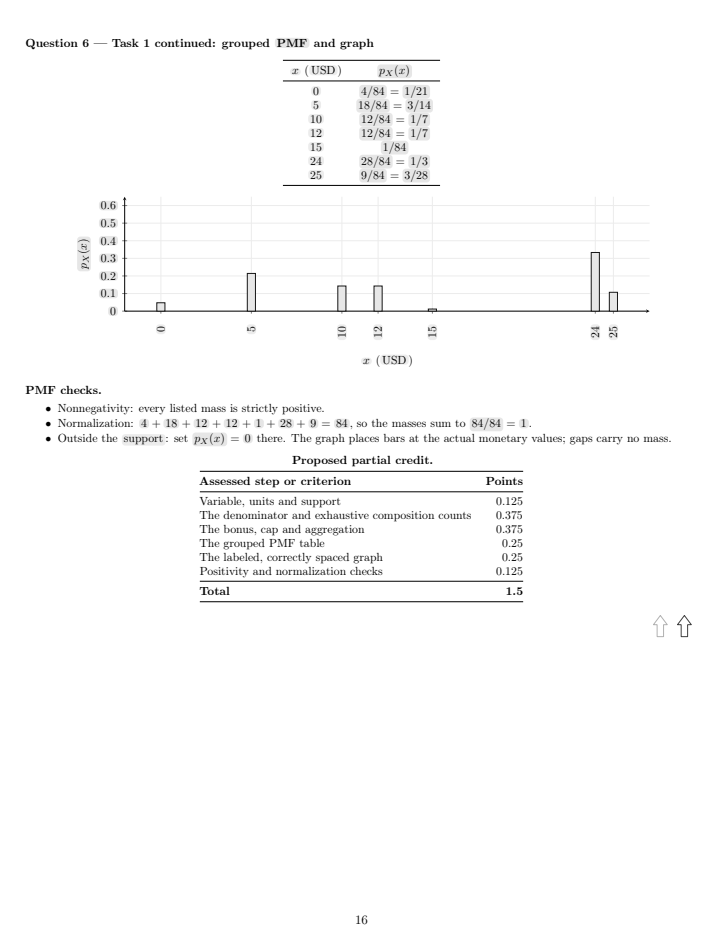 Question 6 — Task 1 continued: grouped PMF and graph
x (USD) p_X(x)
0 4/84 = 1/21
5 18/84 = 3/14
10 12/84 = 1/7
12 12/84 = 1/7
15 1/84
24 28/84 = 1/3
25 9/84 = 3/28
0.6
0.5
0.4
0.3
0.2
0.1
0
p_X(x)
0 5 10 12 15 24 25
x (USD)
PMF checks.
• Nonnegativity: every listed mass is strictly positive.
• Normalization: 4 + 18 + 12 + 12 + 1 + 28 + 9 = 84, so the masses sum to 84/84 = 1.
• Outside the support: set p_X(x) = 0 there. The graph places bars at the actual monetary values; gaps carry no mass.
Proposed partial credit.
Assessed step or criterion Points
Variable, units and support 0.125
The denominator and exhaustive composition counts 0.375
The bonus, cap and aggregation 0.375
The grouped PMF table 0.25
The labeled, correctly spaced graph 0.25
Positivity and normalization checks 0.125
Total 1.5
16